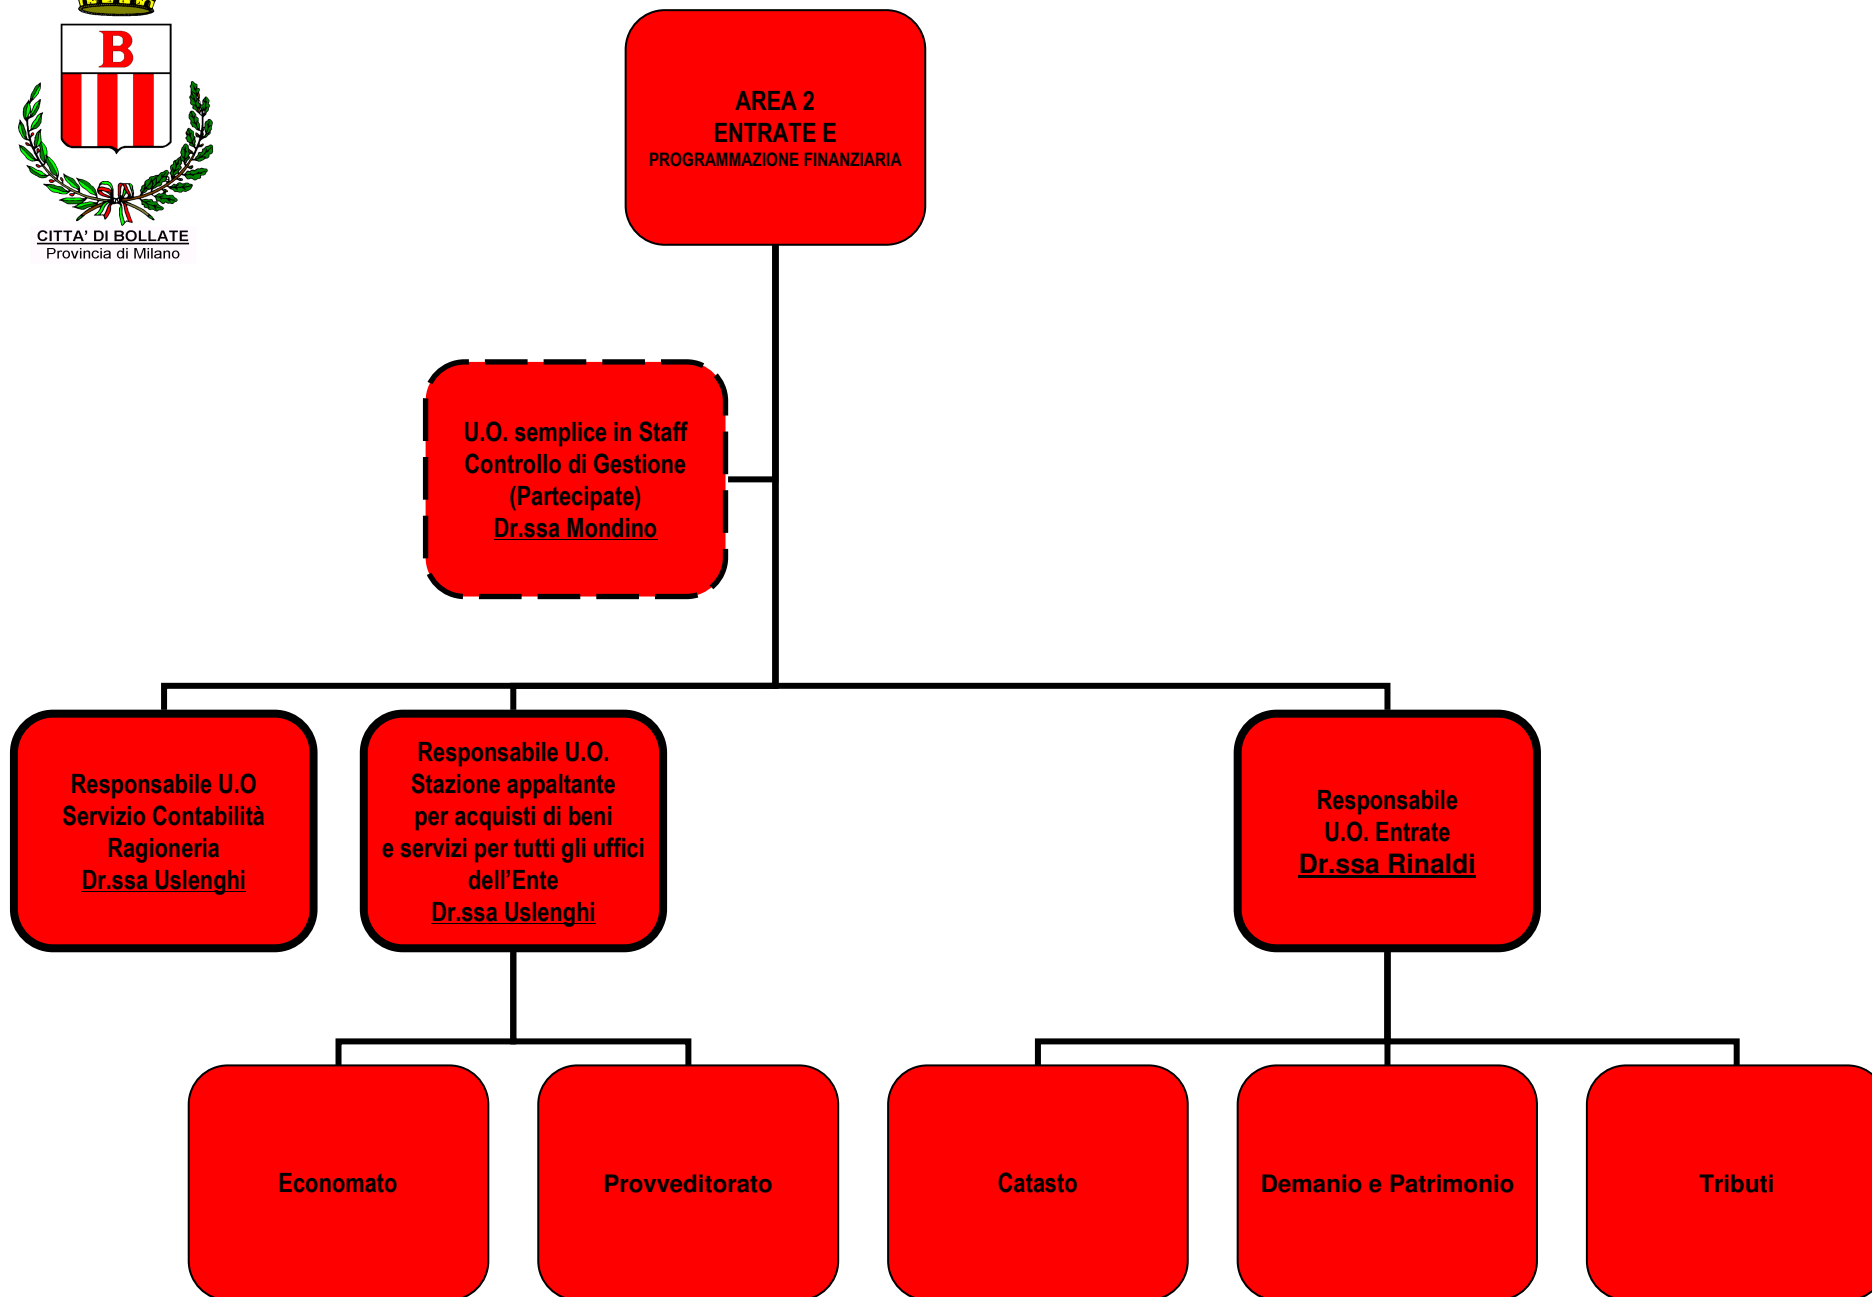 B
CITTA' DI BOLLATE
Provincia di Milano
AREA 2
ENTRATE E
PROGRAMMAZIONE FINANZIARIA
U.O. semplice in Staff
Controllo di Gestione
(Partecipate)
Dr.ssa Mondino
Responsabile U.O
Servizio Contabilità
Ragioneria
Dr.ssa Uslenghi
Responsabile U.O.
Stazione appaltante
per acquisti di beni
e servizi per tutti gli uffici
dell'Ente
Dr.ssa Uslenghi
Responsabile
U.O. Entrate
Dr.ssa Rinaldi
Economato
Provveditorato
Catasto
Demanio e Patrimonio
Tributi